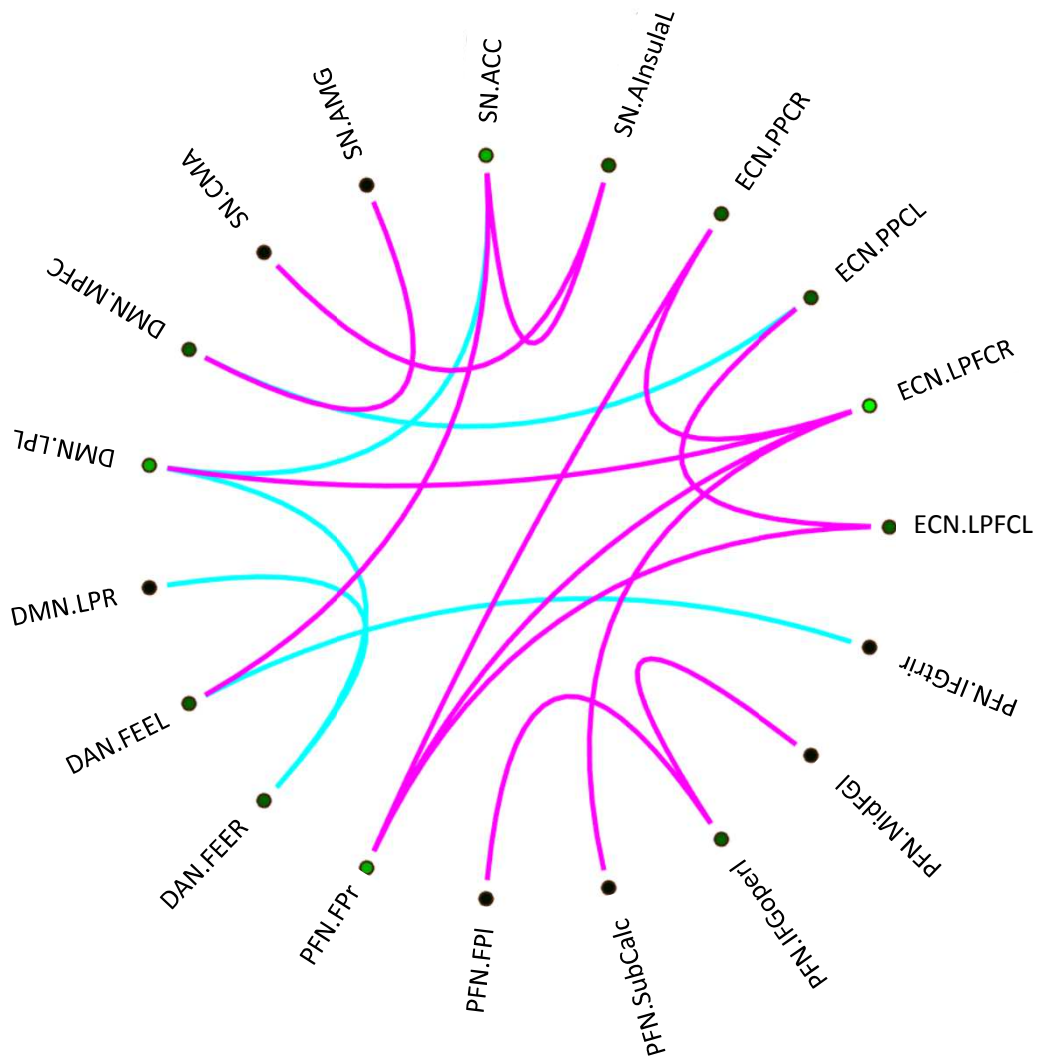 SN.ACC
SN.AInsulaL
ECN.PPCR
ECN.PPCL
ECN.LPFCR
ECN.LPFCL
PFN.IFGtrir
PFN.MidFGl
PFN.IFGoperl
PFN.SubCalc
PFN.FPl
PFN.FPr
DAN.FEER
DAN.FEEL
DMN.LPR
DMN.LPL
DMN.MPFC
SN.CMA
SN.AMG